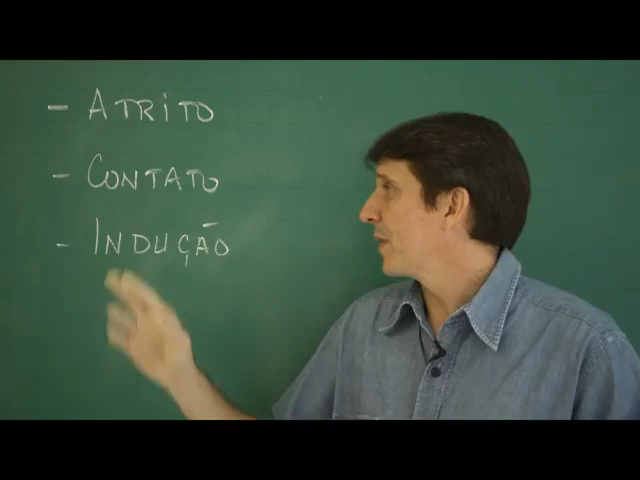 - ATRITO
- CONTATO
- INDUÇÃO